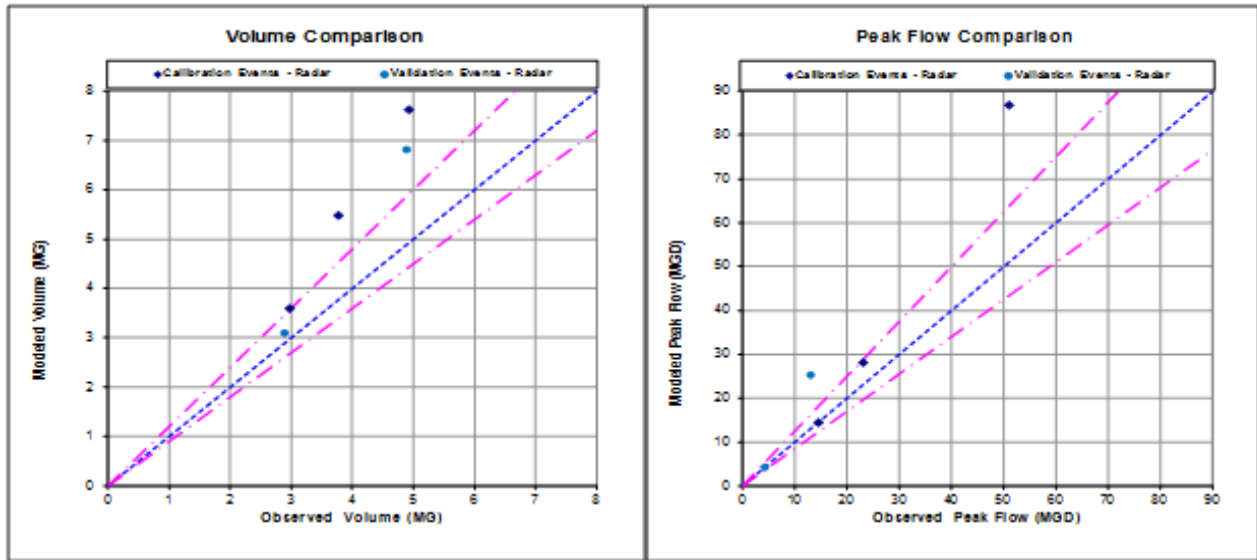 Volume Comparison
Calibration Events - Radar
Validation Events - Radar
8
7
6
5
4
3
2
1
0
0 1 2 3 4 5 6 7 8
Modeled Volume (MG)
Observed Volume (MG)
Peak Flow Comparison
Calibration Events - Radar
Validation Events - Radar
90
80
70
60
50
40
30
20
10
0
0 10 20 30 40 50 60 70 80 90
Modeled Peak Flow (MGD)
Observed Peak Flow (MGD)